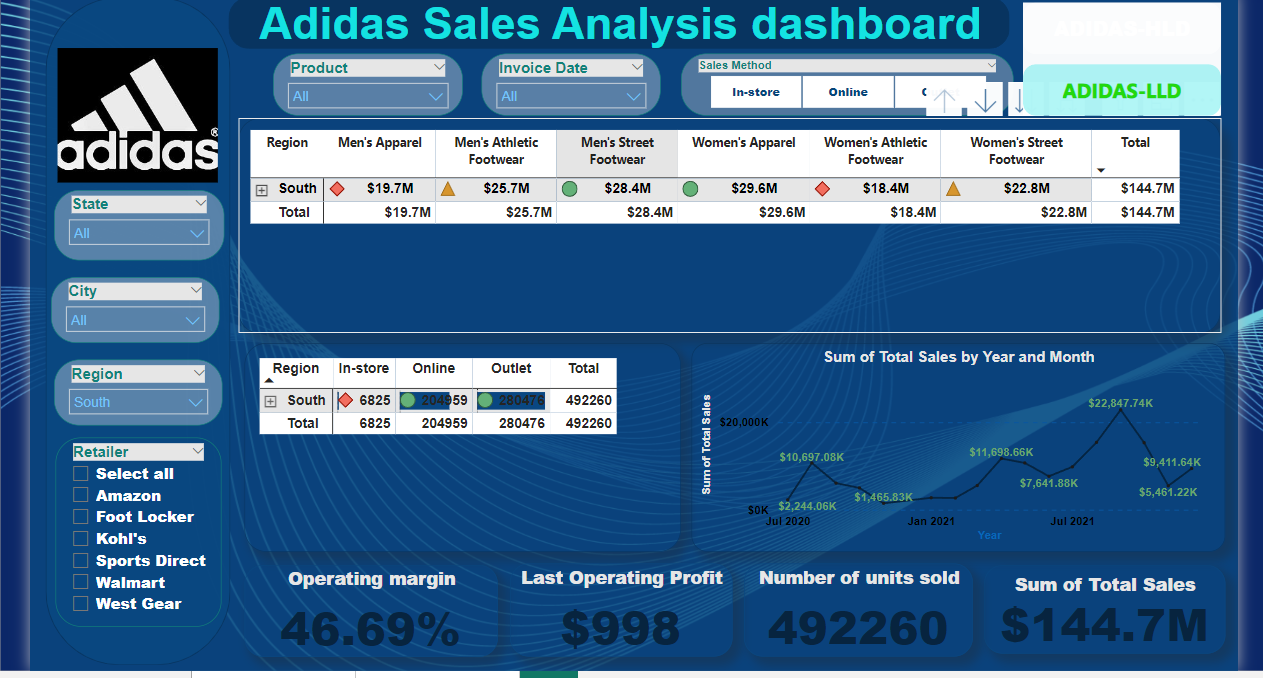 Adidas Sales Analysis dashboard
ADIDAS-HLD
ADIDAS-LLD
adidas®
Product
All
Invoice Date
All
Sales Method
In-store Online
State
All
City
All
Region
South
Retailer
Select all
Amazon
Foot Locker
Kohl's
Sports Direct
Walmart
West Gear
Region Men's Apparel Men's Athletic Footwear Men's Street Footwear Women's Apparel Women's Athletic Footwear Women's Street Footwear Total
South $19.7M $25.7M $28.4M $29.6M $18.4M $22.8M $144.7M
Total $19.7M $25.7M $28.4M $29.6M $18.4M $22.8M $144.7M
Region In-store Online Outlet Total
South 6825 204959 280476 492260
Total 6825 204959 280476 492260
Sum of Total Sales by Year and Month
Sum of Total Sales
$20,000K
$0K
$2,244.06K
$10,697.08K
$1,465.83K
$11,698.66K
$7,641.88K
$22,847.74K
$5,461.22K
$9,411.64K
Jul 2020 Jan 2021 Jul 2021
Year
Operating margin
46.69%
Last Operating Profit
$998
Number of units sold
492260
Sum of Total Sales
$144.7M